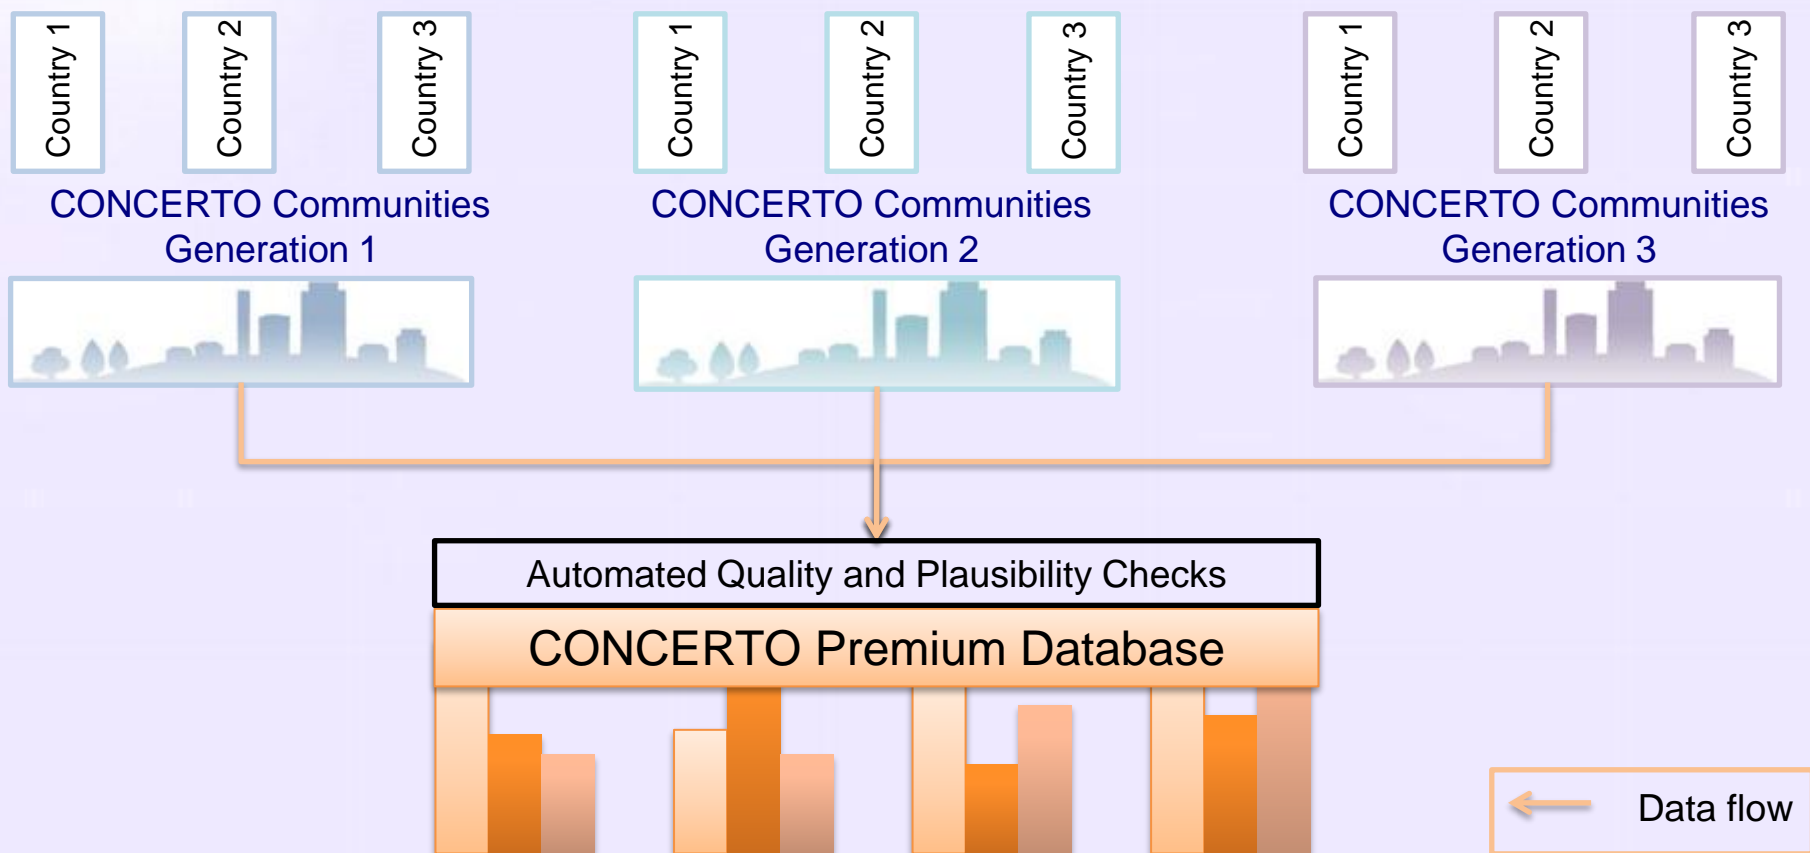 Country 1
Country 2
Country 3
Country 1
Country 2
Country 3
Country 1
Country 2
Country 3
CONCERTO Communities
Generation 1
CONCERTO Communities
Generation 2
CONCERTO Communities
Generation 3
Automated Quality and Plausibility Checks
CONCERTO Premium Database
Data flow